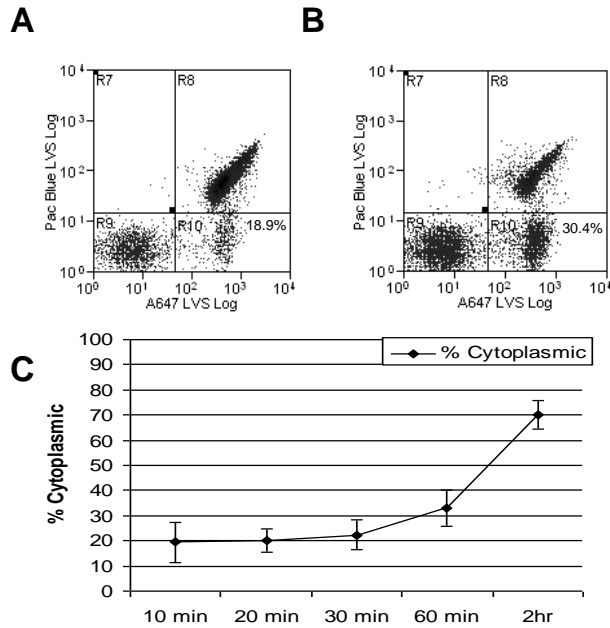 A
B
10⁴
R7
R8
10³
10²
10¹
R9
R10
18.9%
10⁰
10⁰ 10¹ 10² 10³ 10⁴
Pac Blue LVS Log
A647 LVS Log
10⁴
R7
R8
10³
10²
10¹
R9
R10
30.4%
10⁰
10⁰ 10¹ 10² 10³ 10⁴
Pac Blue LVS Log
A647 LVS Log
C
% Cytoplasmic
100
90
80
70
60
50
40
30
20
10
0
% Cytoplasmic
10 min 20 min 30 min 60 min 2hr